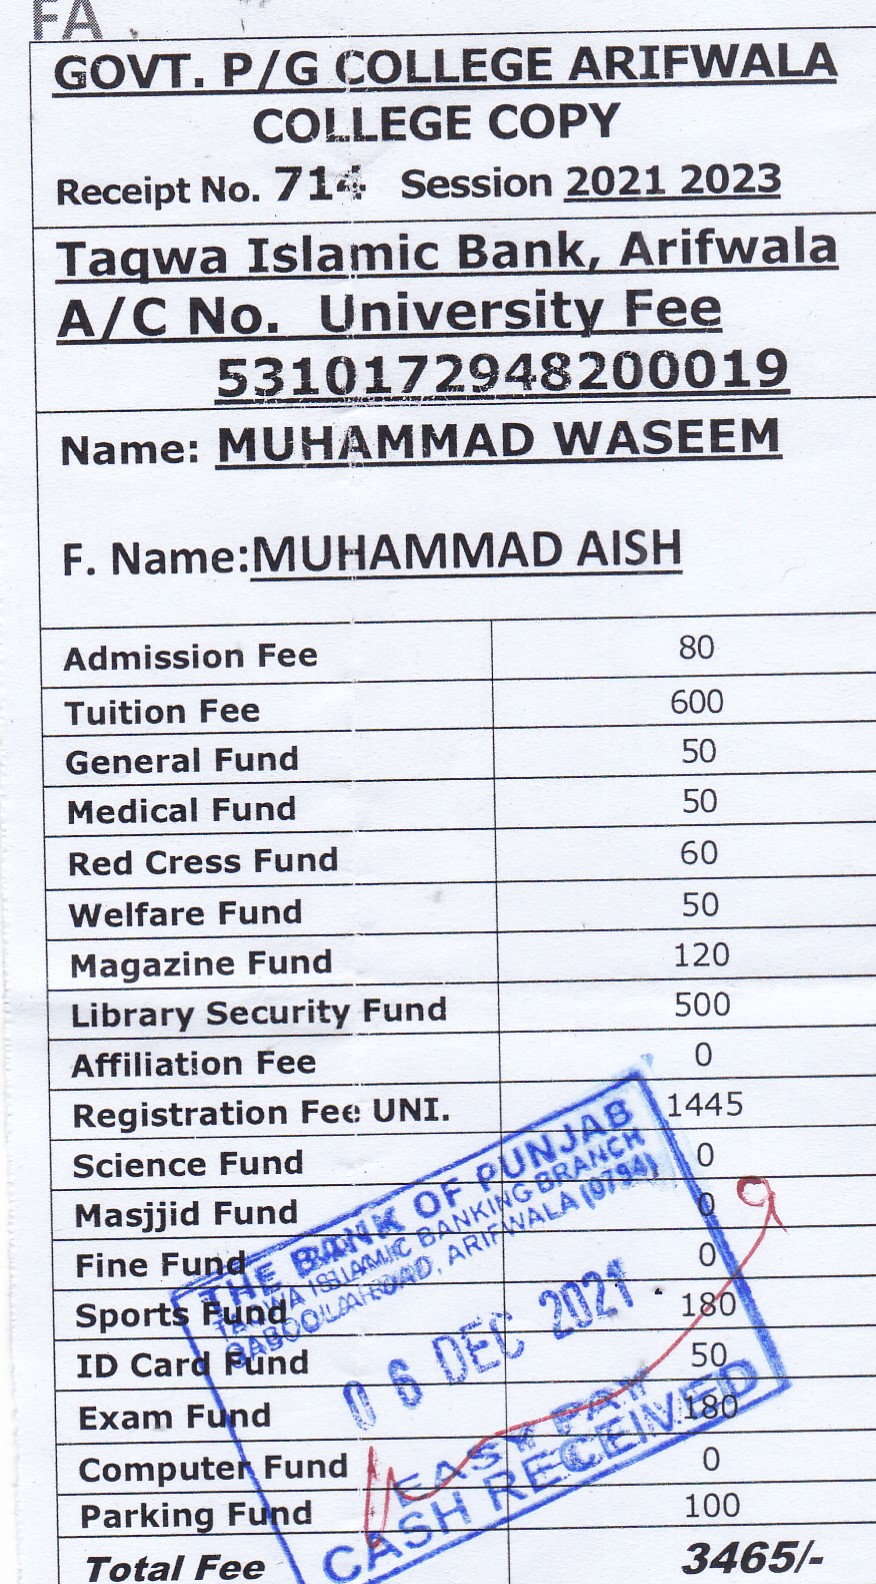 FA
GOVT. P/G COLLEGE ARIFWALA
COLLEGE COPY
Receipt No. 714 Session 2021 2023
Taqwa Islamic Bank, Arifwala
A/C No. University Fee
5310172948200019
Name: MUHAMMAD WASEEM
F. Name:MUHAMMAD AISH
Admission Fee 80
Tuition Fee 600
General Fund 50
Medical Fund 50
Red Cress Fund 60
Welfare Fund 50
Magazine Fund 120
Library Security Fund 500
Affiliation Fee 0
Registration Fee UNI. 1445
Science Fund 0
Masjjid Fund 0
Fine Fund 0
Sports Fund 180
ID Card Fund 50
Exam Fund 180
Computer Fund 0
Parking Fund 100
Total Fee 3465/-
THE BANK OF PUNJAB
TAQWA ISLAMIC BANKING BRANCH
ROAD, ARIFWALA (0794)
06 DEC 2021
EASY PAY
CASH RECEIVED